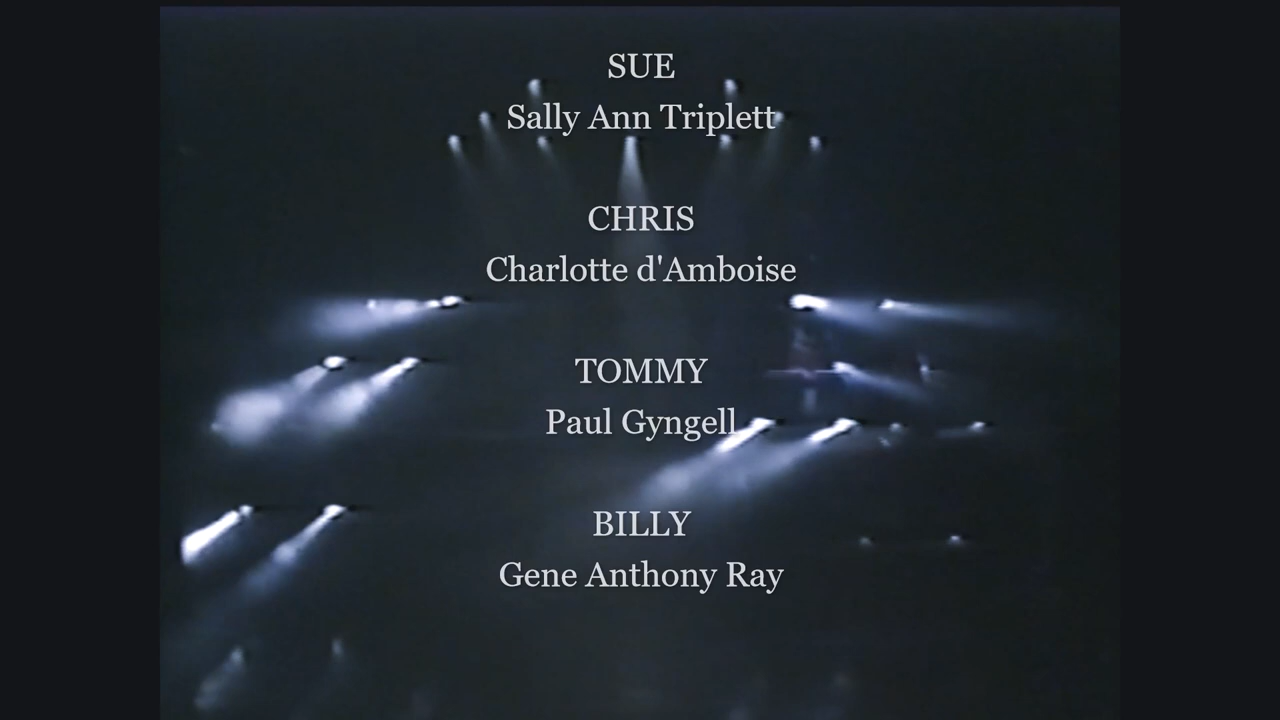 SUE
Sally Ann Triplett
CHRIS
Charlotte d'Amboise
TOMMY
Paul Gyngell
BILLY
Gene Anthony Ray